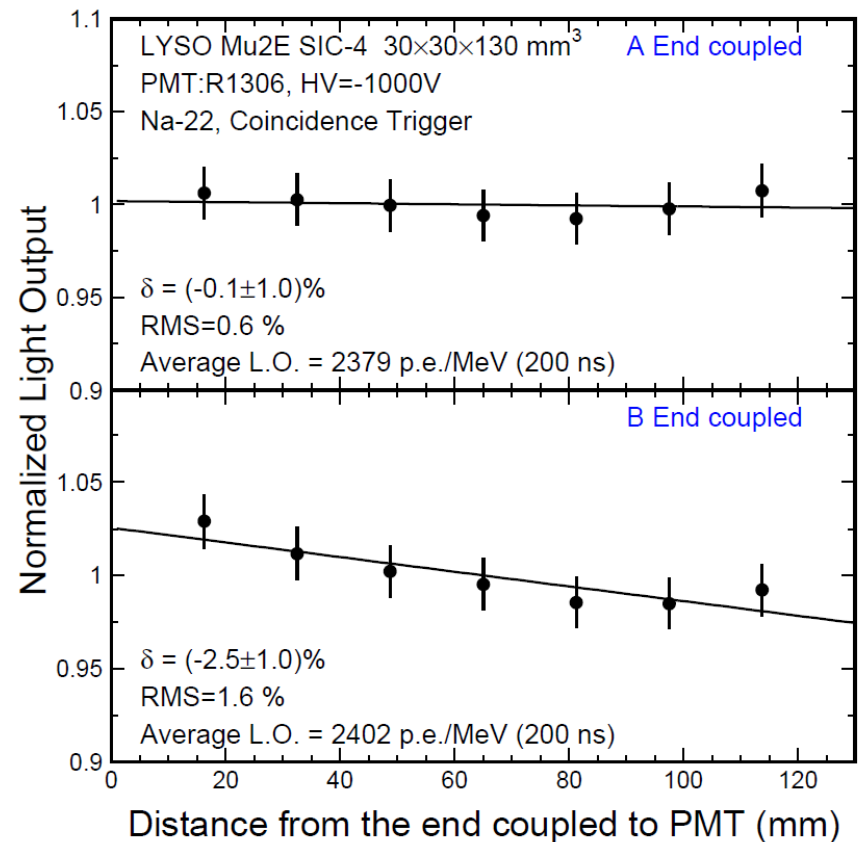 1.1
LYSO Mu2E SIC-4 30×30×130 mm³ A End coupled
PMT:R1306, HV=-1000V
1.05
Na-22, Coincidence Trigger
1
δ = (-0.1±1.0)%
0.95
RMS=0.6 %
Average L.O. = 2379 p.e./MeV (200 ns)
0.9
B End coupled
1.05
1
0.95
δ = (-2.5±1.0)%
RMS=1.6 %
Average L.O. = 2402 p.e./MeV (200 ns)
0.9
0 20 40 60 80 100 120
Normalized Light Output
Distance from the end coupled to PMT (mm)